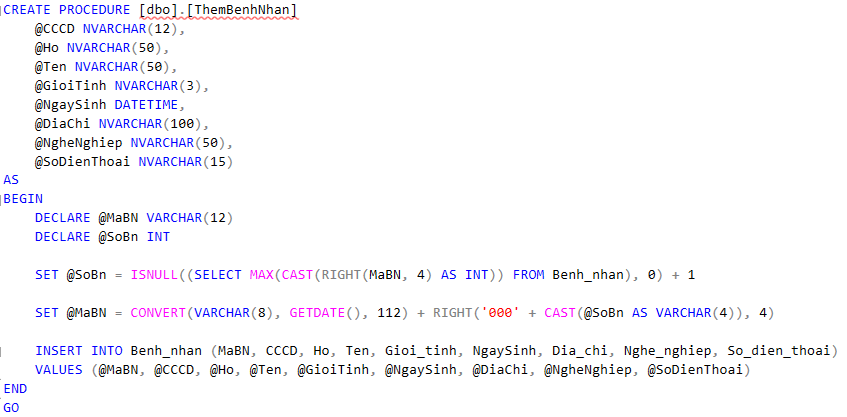 CREATE PROCEDURE [dbo].[ThemBenhNhan]
    @CCCD NVARCHAR(12),
    @Ho NVARCHAR(50),
    @Ten NVARCHAR(50),
    @GioiTinh NVARCHAR(3),
    @NgaySinh DATETIME,
    @DiaChi NVARCHAR(100),
    @NgheNghiep NVARCHAR(50),
    @SoDienThoai NVARCHAR(15)
AS
BEGIN
    DECLARE @MaBN VARCHAR(12)
    DECLARE @SoBn INT
    SET @SoBn = ISNULL((SELECT MAX(CAST(RIGHT(MaBN, 4) AS INT)) FROM Benh_nhan), 0) + 1
    SET @MaBN = CONVERT(VARCHAR(8), GETDATE(), 112) + RIGHT('000' + CAST(@SoBn AS VARCHAR(4)), 4)
    INSERT INTO Benh_nhan (MaBN, CCCD, Ho, Ten, Gioi_tinh, NgaySinh, Dia_chi, Nghe_nghiep, So_dien_thoai)
    VALUES (@MaBN, @CCCD, @Ho, @Ten, @GioiTinh, @NgaySinh, @DiaChi, @NgheNghiep, @SoDienThoai)
END
GO